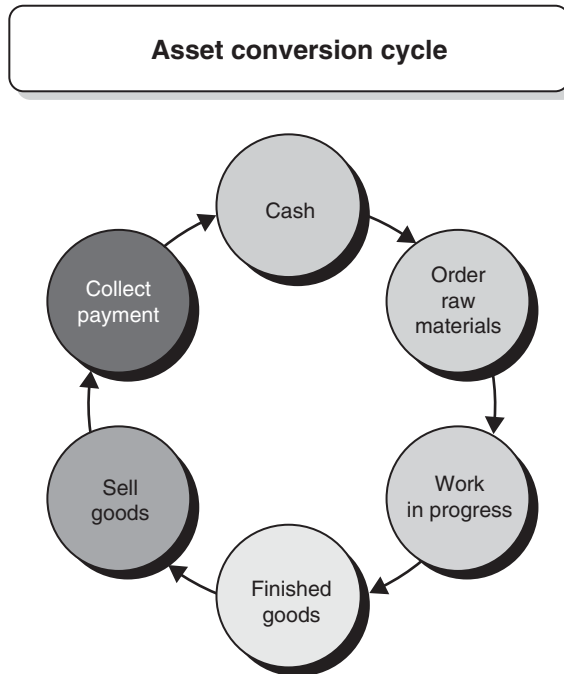 Asset conversion cycle
Cash
Order
raw
materials
Work
in progress
Finished
goods
Sell
goods
Collect
payment